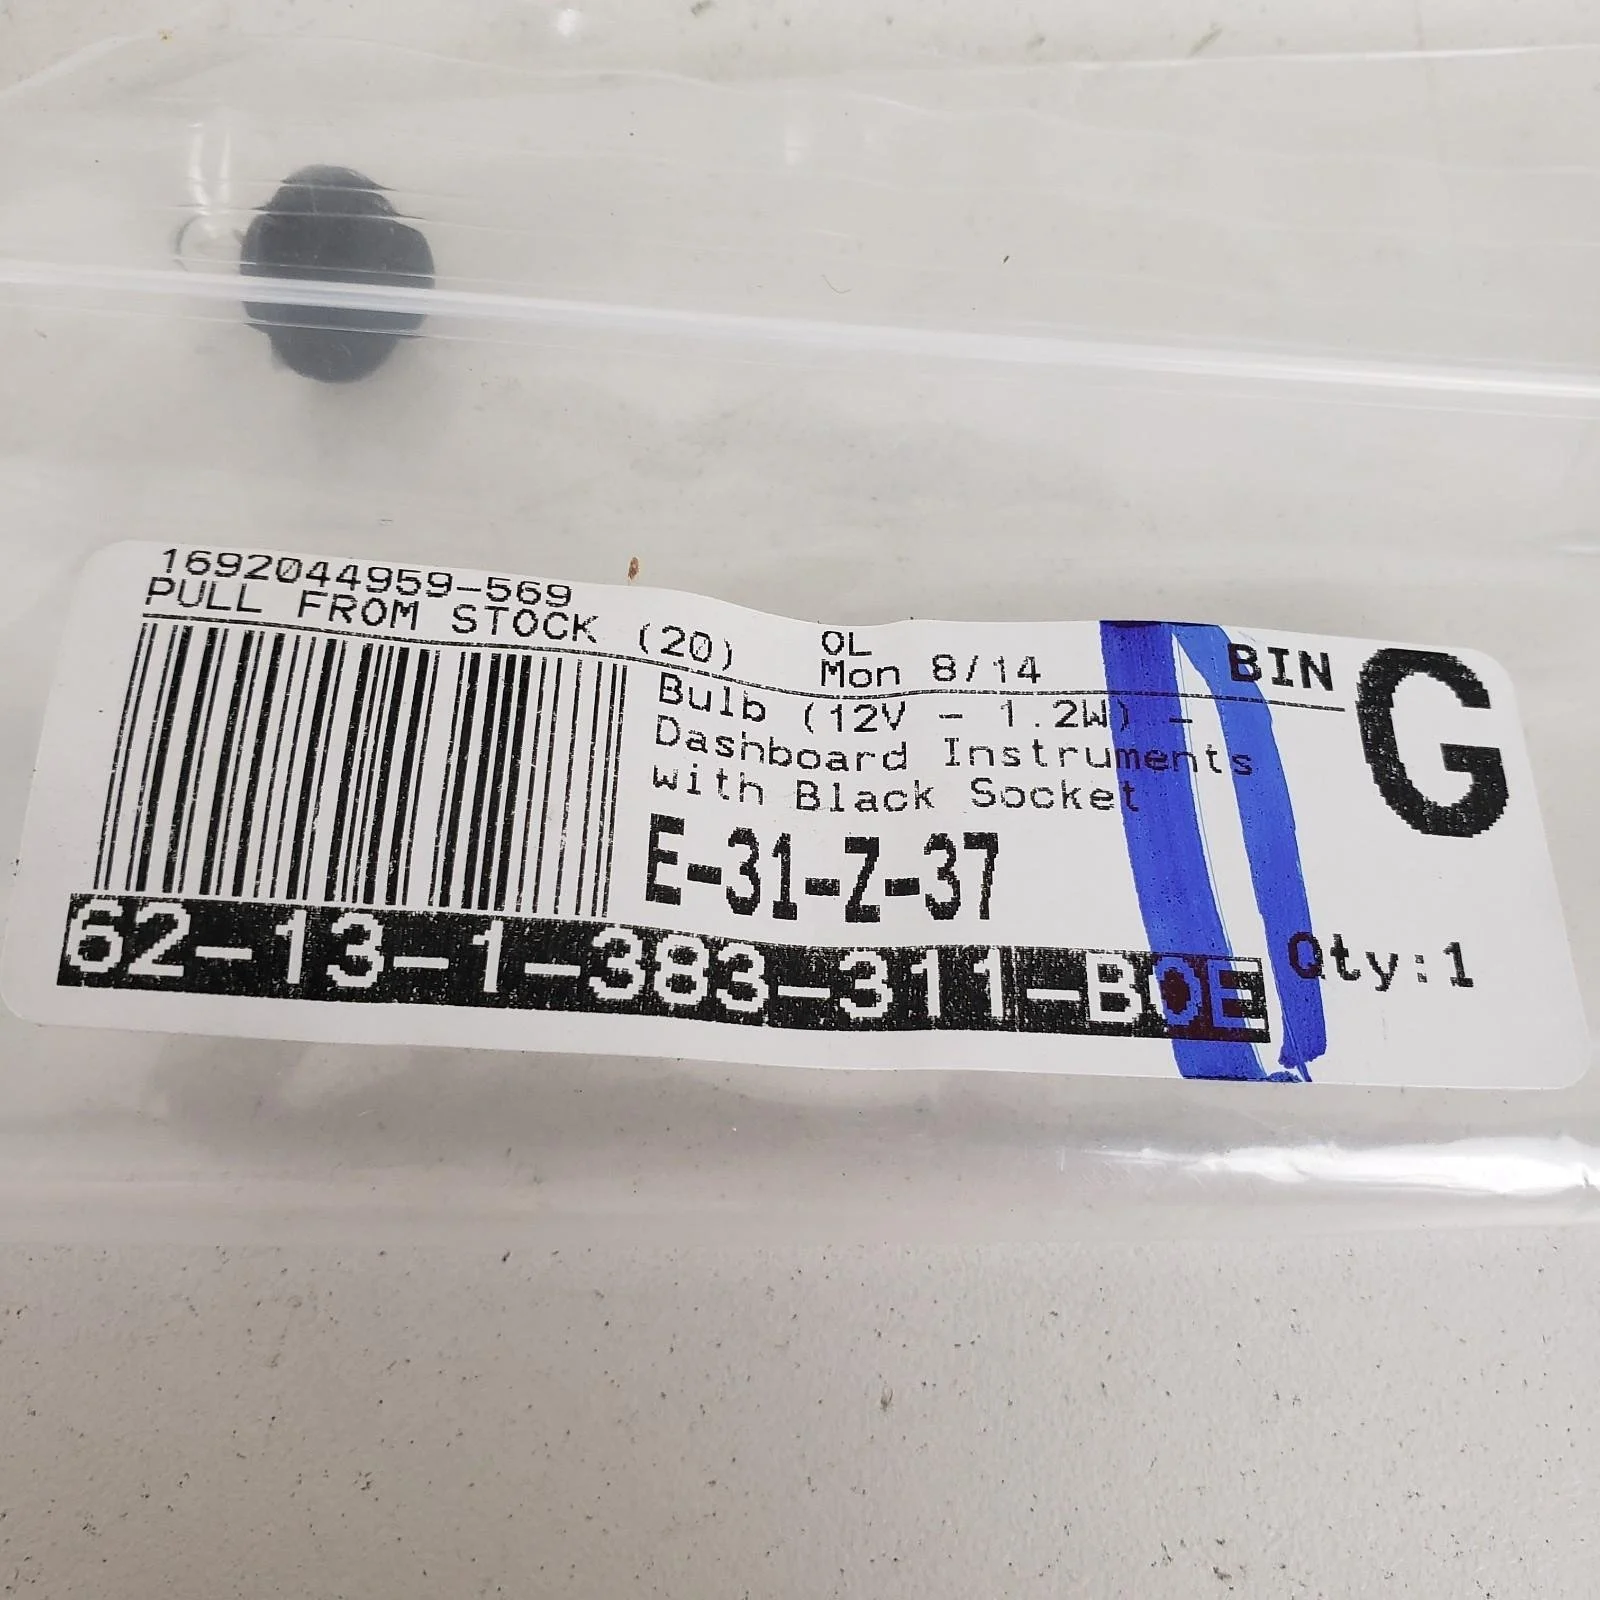 1692044959-569
PULL FROM STOCK (20) OL
Mon 8/14
BIN G
Bulb (12V - 1.2W) -
Dashboard Instruments
with Black Socket
E-31-Z-37
62-13-1-383-311-BOE
Qty:1